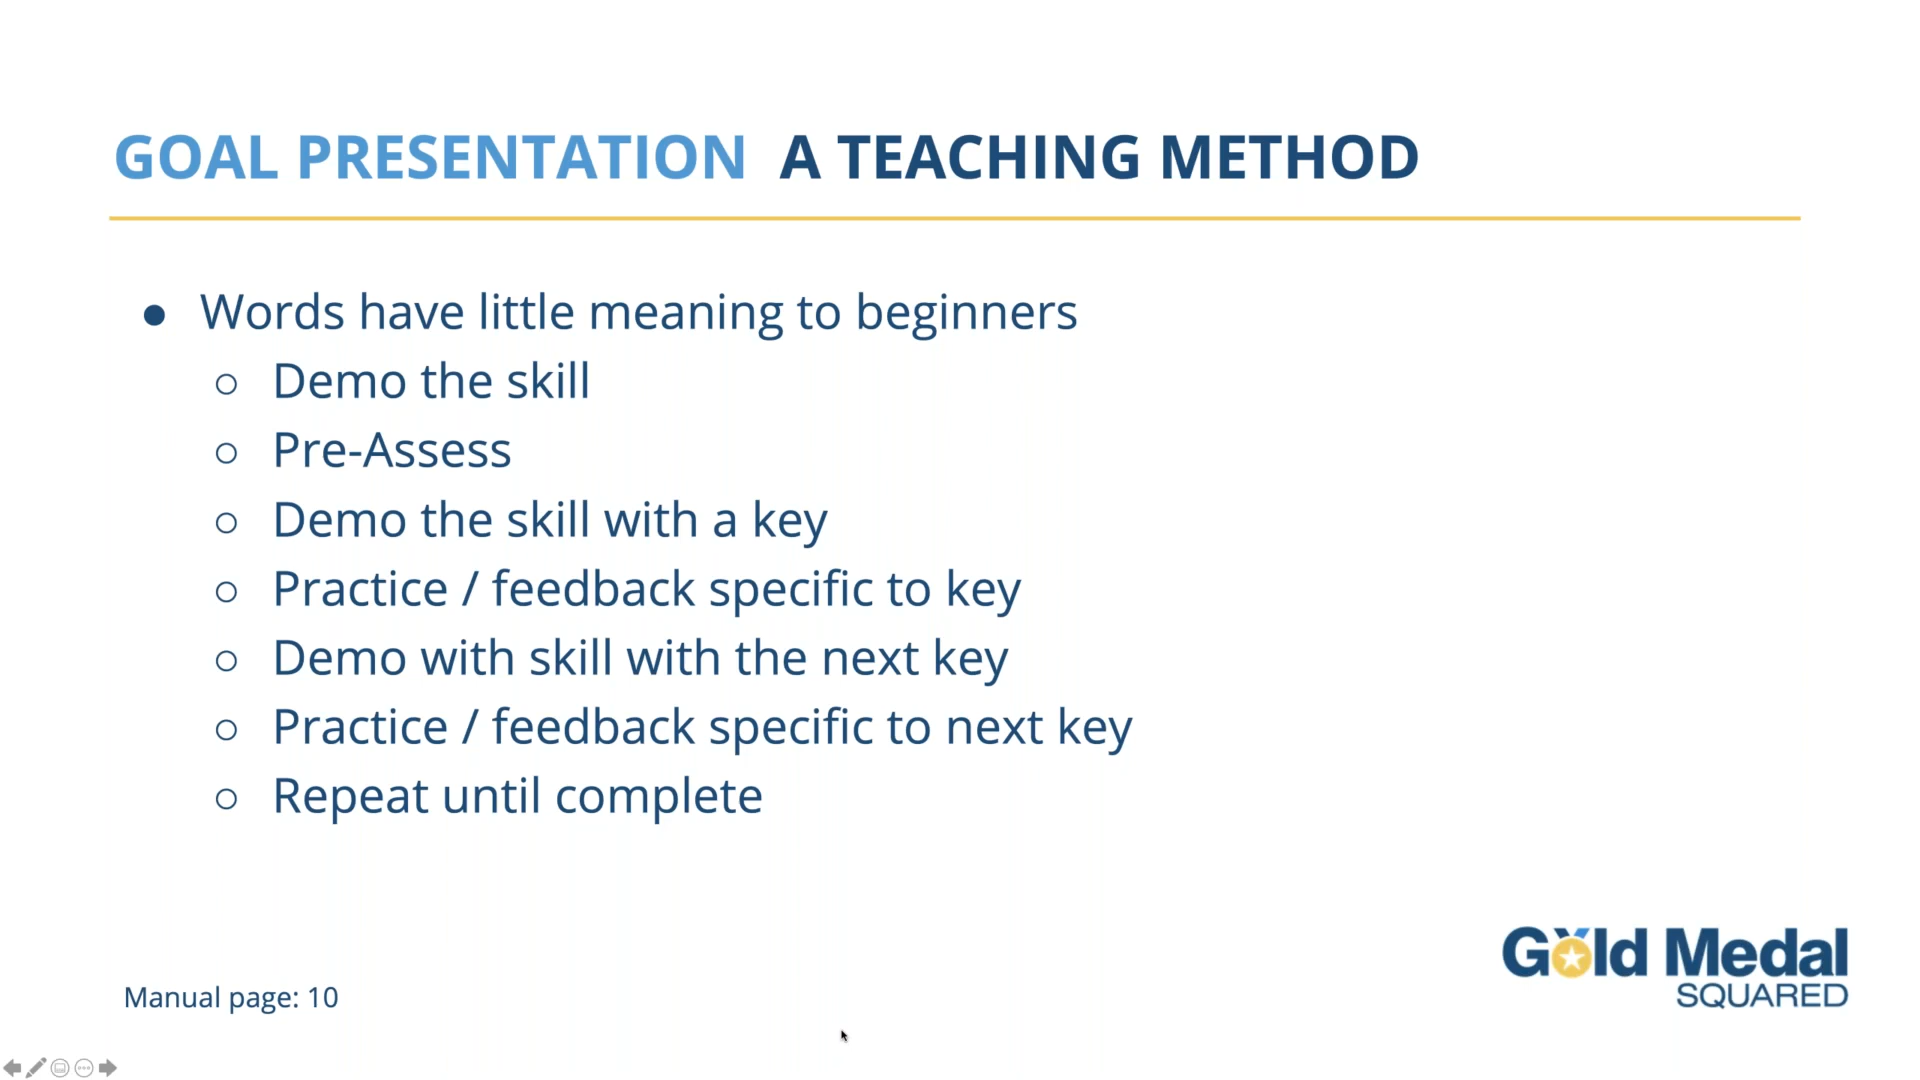 GOAL PRESENTATION A TEACHING METHOD
● Words have little meaning to beginners
○ Demo the skill
○ Pre-Assess
○ Demo the skill with a key
○ Practice / feedback specific to key
○ Demo with skill with the next key
○ Practice / feedback specific to next key
○ Repeat until complete
Gold Medal
SQUARED
Manual page: 10